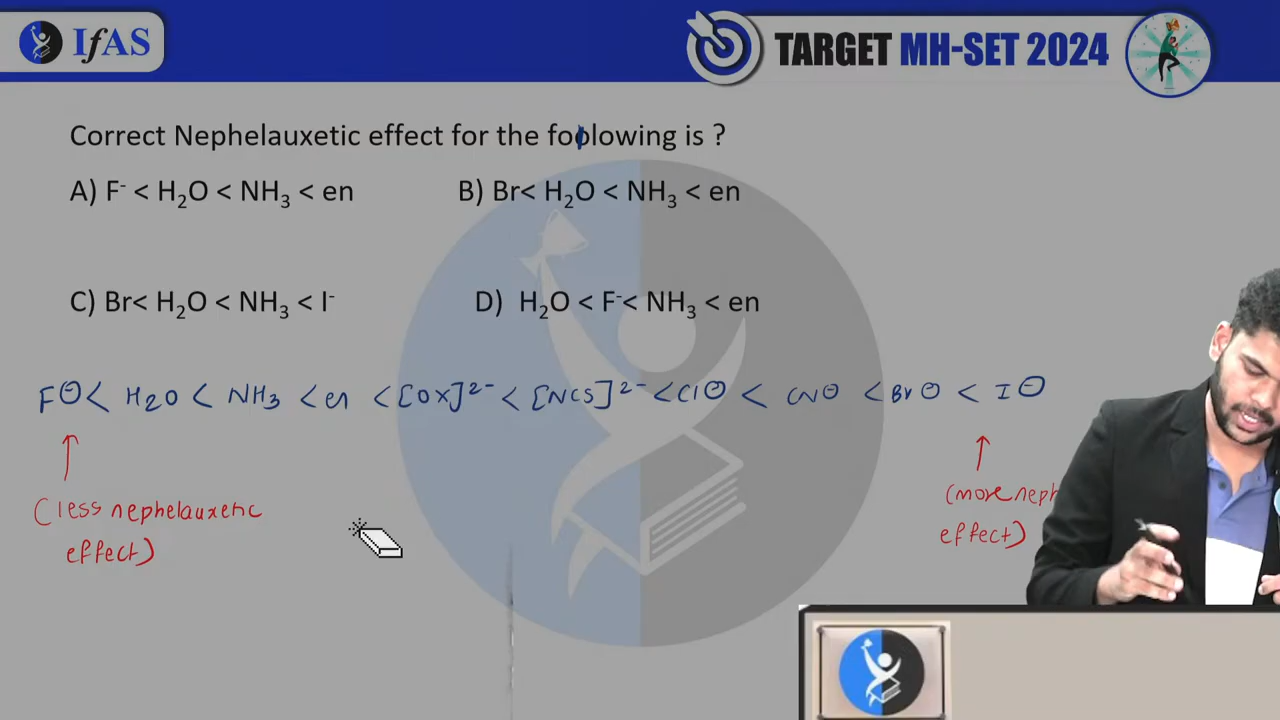 IfAS
TARGET MH-SET 2024
Correct Nephelauxetic effect for the foolowing is ?
A) F⁻ < H₂O < NH₃ < en
B) Br< H₂O < NH₃ < en
C) Br< H₂O < NH₃ < I⁻
D) H₂O < F⁻< NH₃ < en
F⊖ < H₂O < NH₃ < en < [OX]²⁻ < [NCS]²⁻ < Cl⊖ < CN⊖ < Br⊖ < I⊖
(less nephelauxetic
effect)
(more neph
effect)